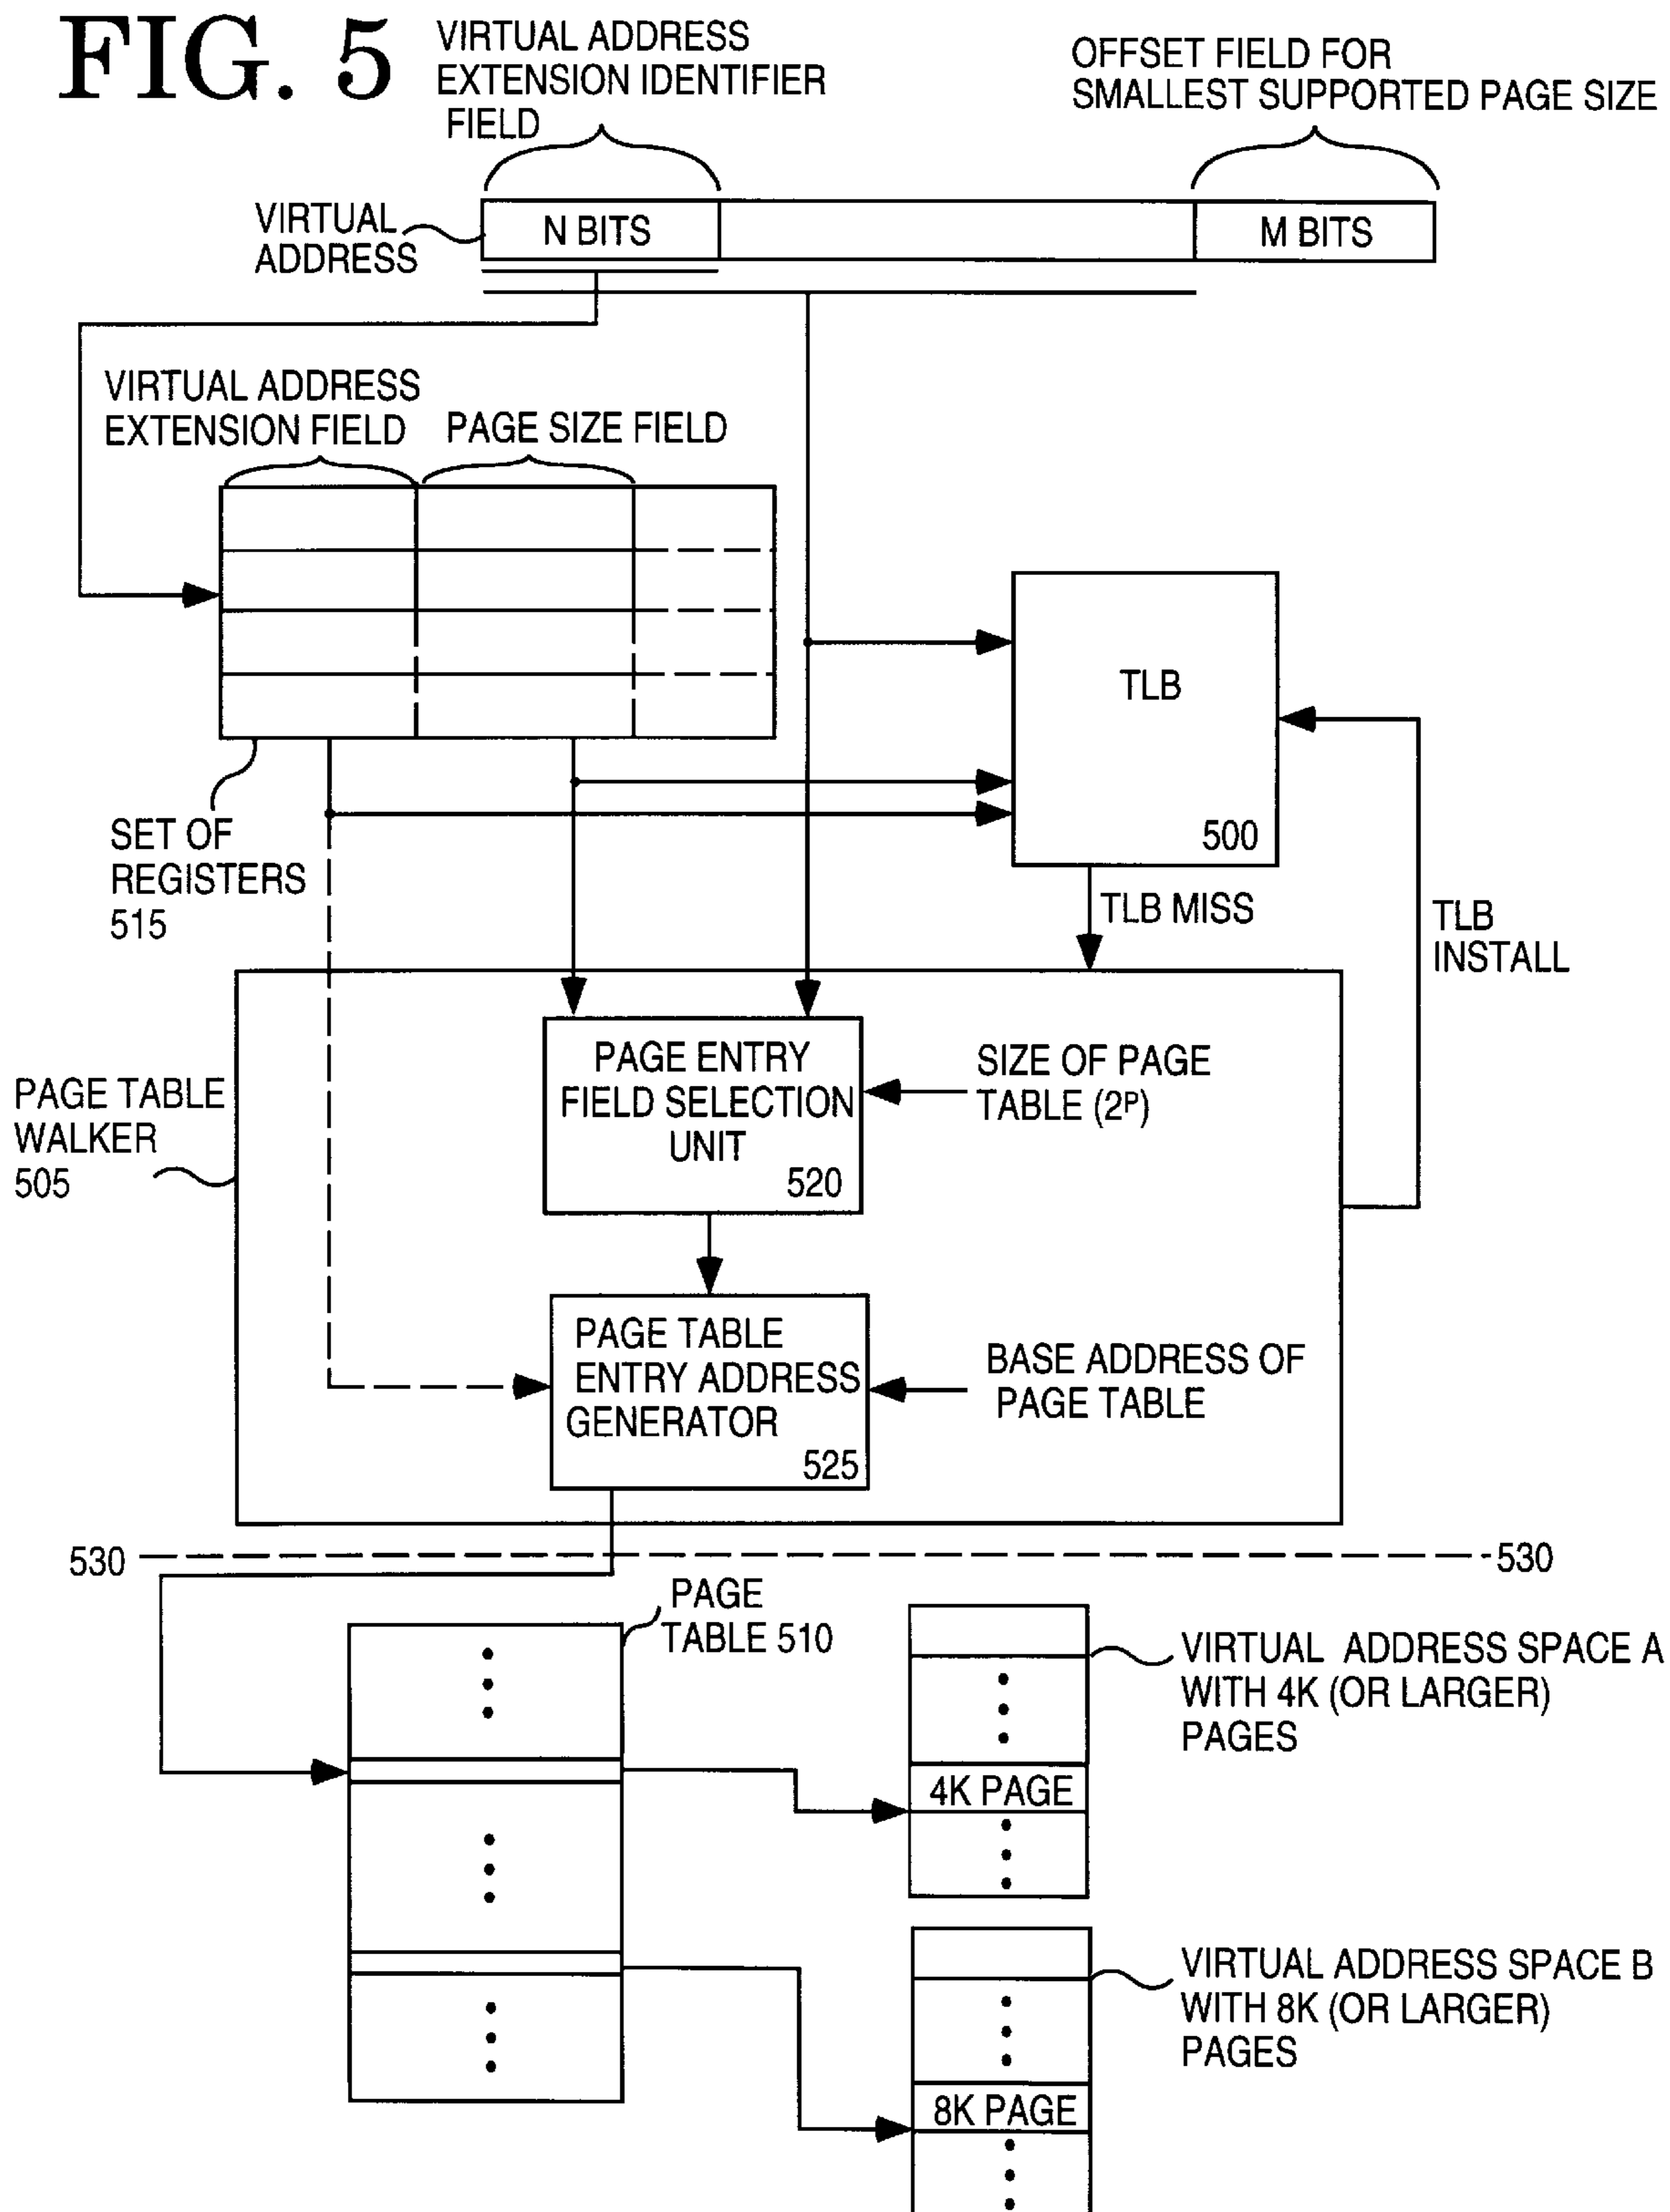 FIG. 5
VIRTUAL ADDRESS
EXTENSION IDENTIFIER
FIELD
OFFSET FIELD FOR
SMALLEST SUPPORTED PAGE SIZE
VIRTUAL
ADDRESS
N BITS
M BITS
VIRTUAL ADDRESS
EXTENSION FIELD
PAGE SIZE FIELD
TLB
500
SET OF
REGISTERS
515
TLB MISS
TLB
INSTALL
PAGE TABLE
WALKER
505
PAGE ENTRY
FIELD SELECTION
UNIT
520
SIZE OF PAGE
TABLE (2ᴾ)
PAGE TABLE
ENTRY ADDRESS
GENERATOR
525
BASE ADDRESS OF
PAGE TABLE
530
530
PAGE
TABLE 510
VIRTUAL ADDRESS SPACE A
WITH 4K (OR LARGER)
PAGES
4K PAGE
VIRTUAL ADDRESS SPACE B
WITH 8K (OR LARGER)
PAGES
8K PAGE